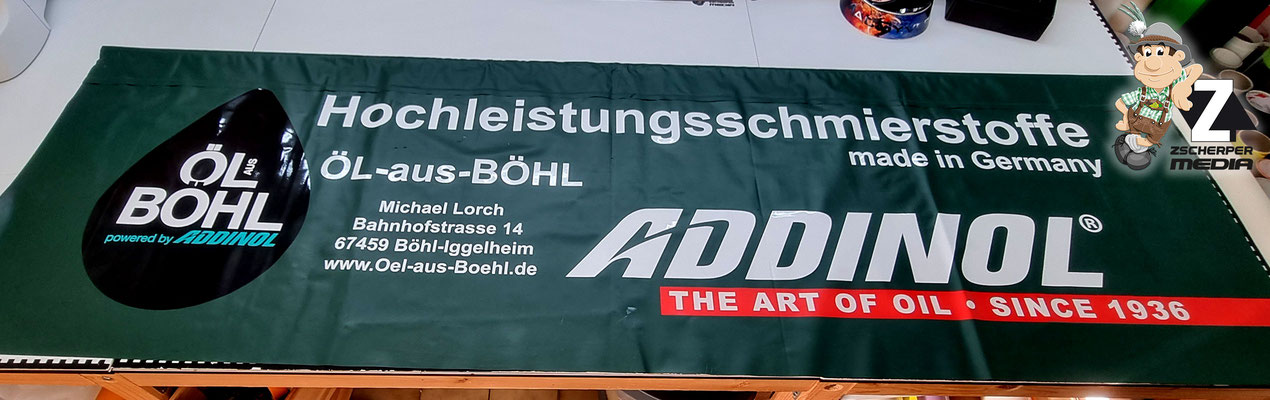 Hochleistungsschmierstoffe
made in Germany
ÖL AUS
BÖHL
powered by ADDINOL
ÖL-aus-BÖHL
Michael Lorch
Bahnhofstrasse 14
67459 Böhl-Iggelheim
www.Oel-aus-Boehl.de
ADDINOL®
THE ART OF OIL • SINCE 1936
Z
ZSCHERPER
MEDIA